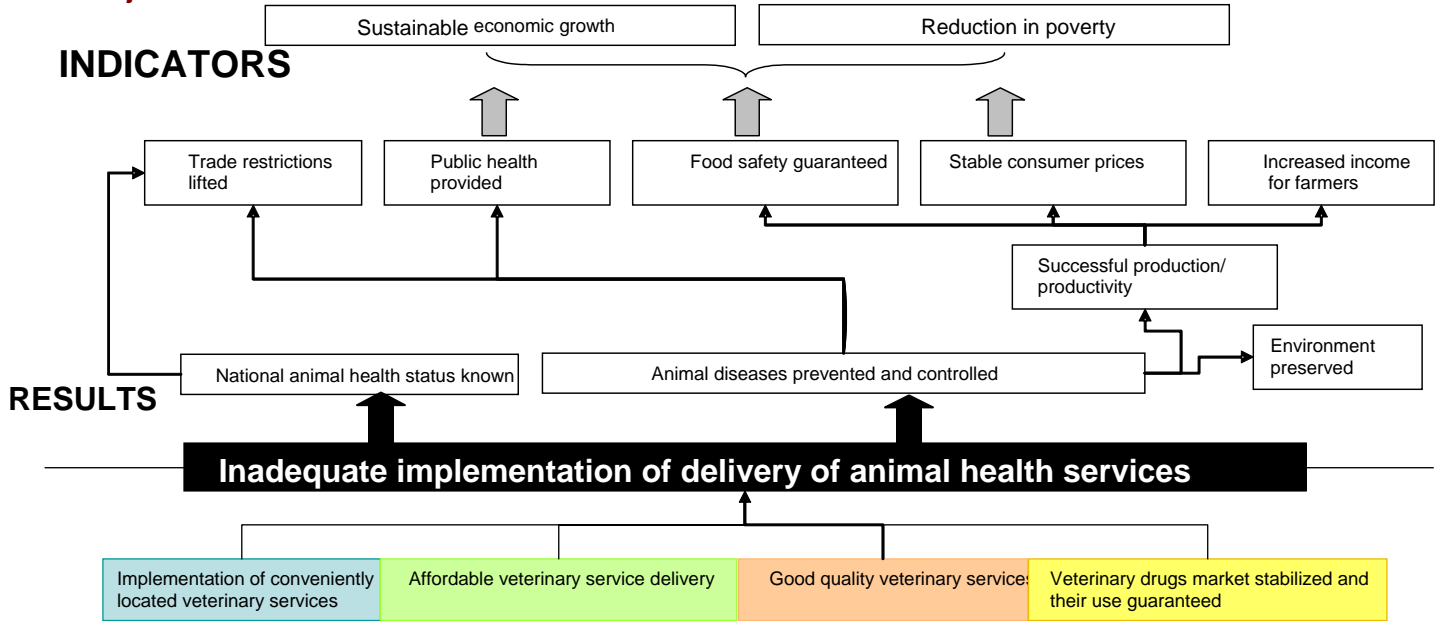 Sustainable economic growth
Reduction in poverty
INDICATORS
Trade restrictions
lifted
Public health
provided
Food safety guaranteed
Stable consumer prices
Increased income
for farmers
Successful production/
productivity
Environment
preserved
National animal health status known
Animal diseases prevented and controlled
RESULTS
Inadequate implementation of delivery of animal health services
Implementation of conveniently
located veterinary services
Affordable veterinary service delivery
Good quality veterinary services
Veterinary drugs market stabilized and
their use guaranteed